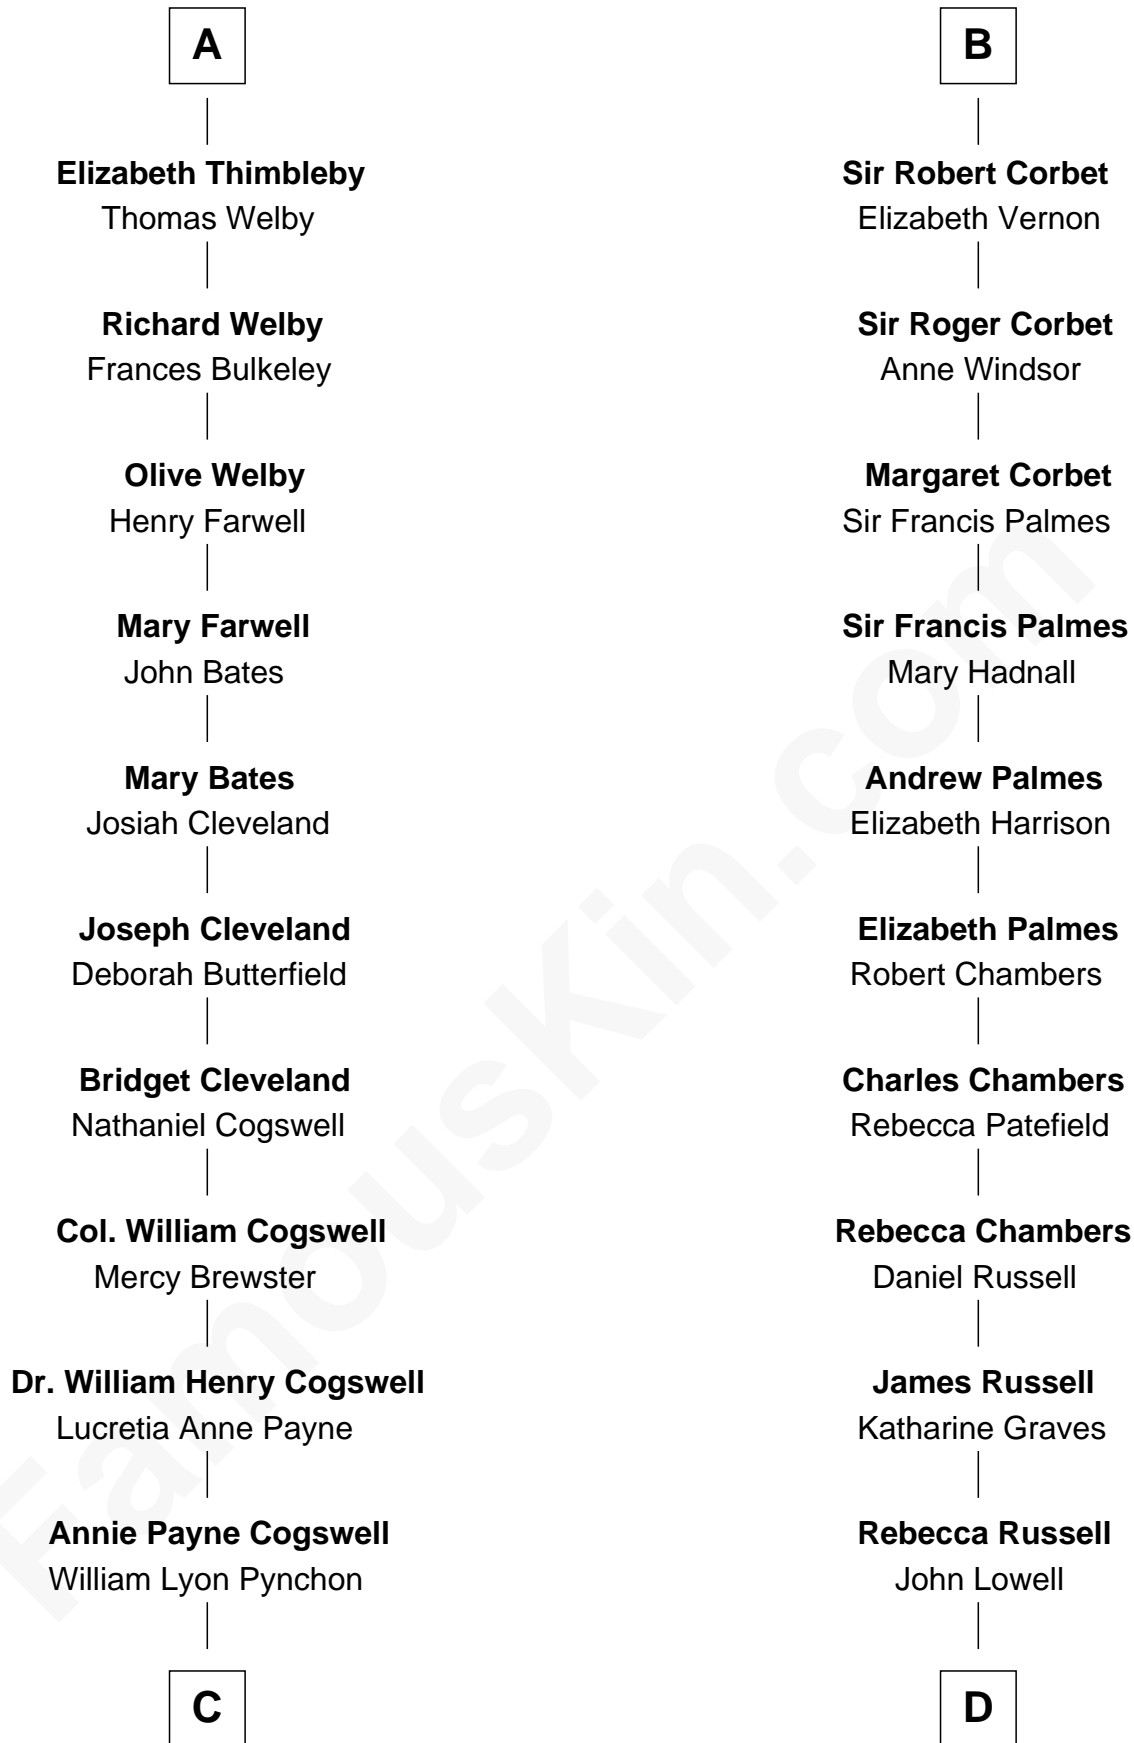 A
Elizabeth Thimbleby
Thomas Welby
Richard Welby
Frances Bulkeley
Olive Welby
Henry Farwell
Mary Farwell
John Bates
Mary Bates
Josiah Cleveland
Joseph Cleveland
Deborah Butterfield
Bridget Cleveland
Nathaniel Cogswell
Col. William Cogswell
Mercy Brewster
Dr. William Henry Cogswell
Lucretia Anne Payne
Annie Payne Cogswell
William Lyon Pynchon
C
B
Sir Robert Corbet
Elizabeth Vernon
Sir Roger Corbet
Anne Windsor
Margaret Corbet
Sir Francis Palmes
Sir Francis Palmes
Mary Hadnall
Andrew Palmes
Elizabeth Harrison
Elizabeth Palmes
Robert Chambers
Charles Chambers
Rebecca Patefield
Rebecca Chambers
Daniel Russell
James Russell
Katharine Graves
Rebecca Russell
John Lowell
D
FamousKin.com